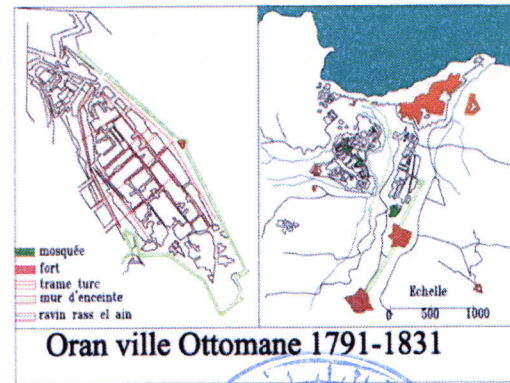 mosquée
fort
trame turc
mur d'enceinte
ravin rass el ain
Echelle
0 500 1000
Oran ville Ottomane 1791-1831